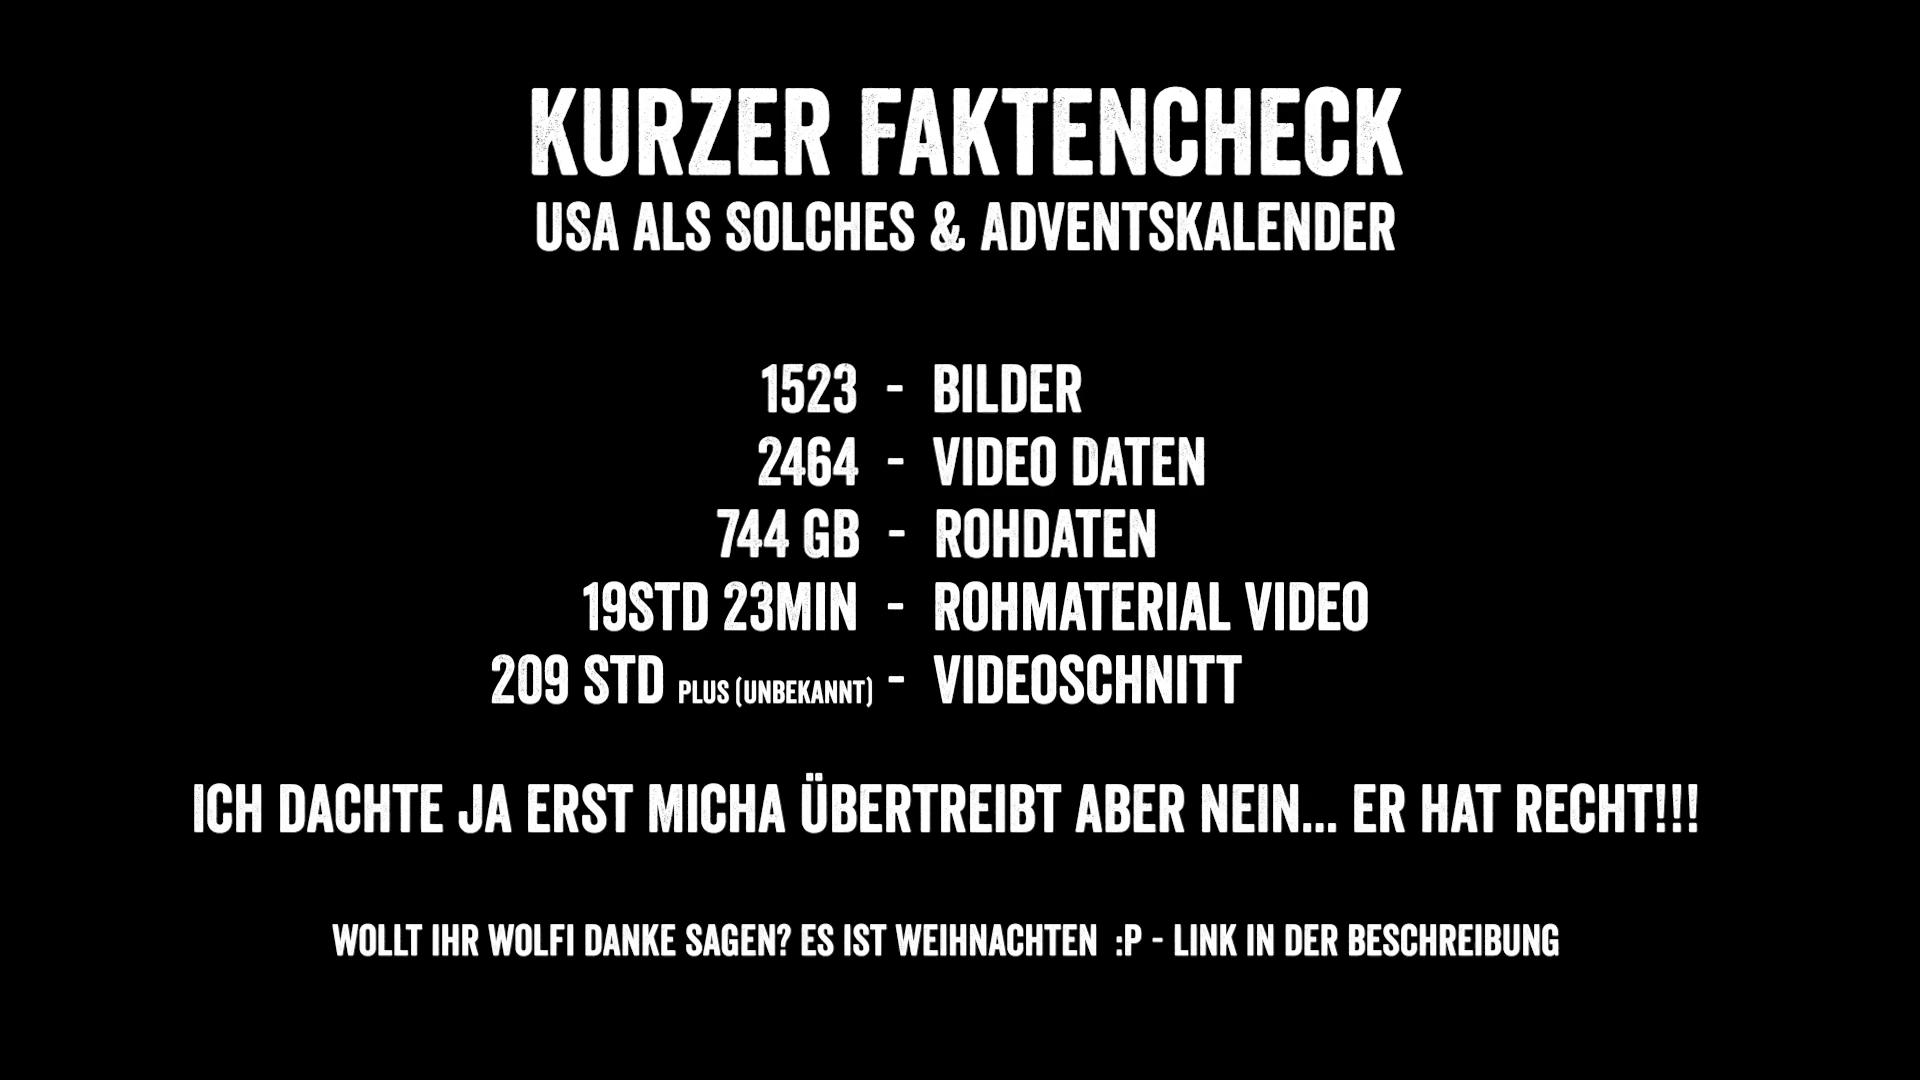 KURZER FAKTENCHECK
USA ALS SOLCHES & ADVENTSKALENDER
1523 - BILDER
2464 - VIDEO DATEN
744 GB - ROHDATEN
19STD 23MIN - ROHMATERIAL VIDEO
209 STD PLUS (UNBEKANNT) - VIDEOSCHNITT
ICH DACHTE JA ERST MICHA ÜBERTREIBT ABER NEIN... ER HAT RECHT!!!
WOLLT IHR WOLFI DANKE SAGEN? ES IST WEIHNACHTEN :P - LINK IN DER BESCHREIBUNG